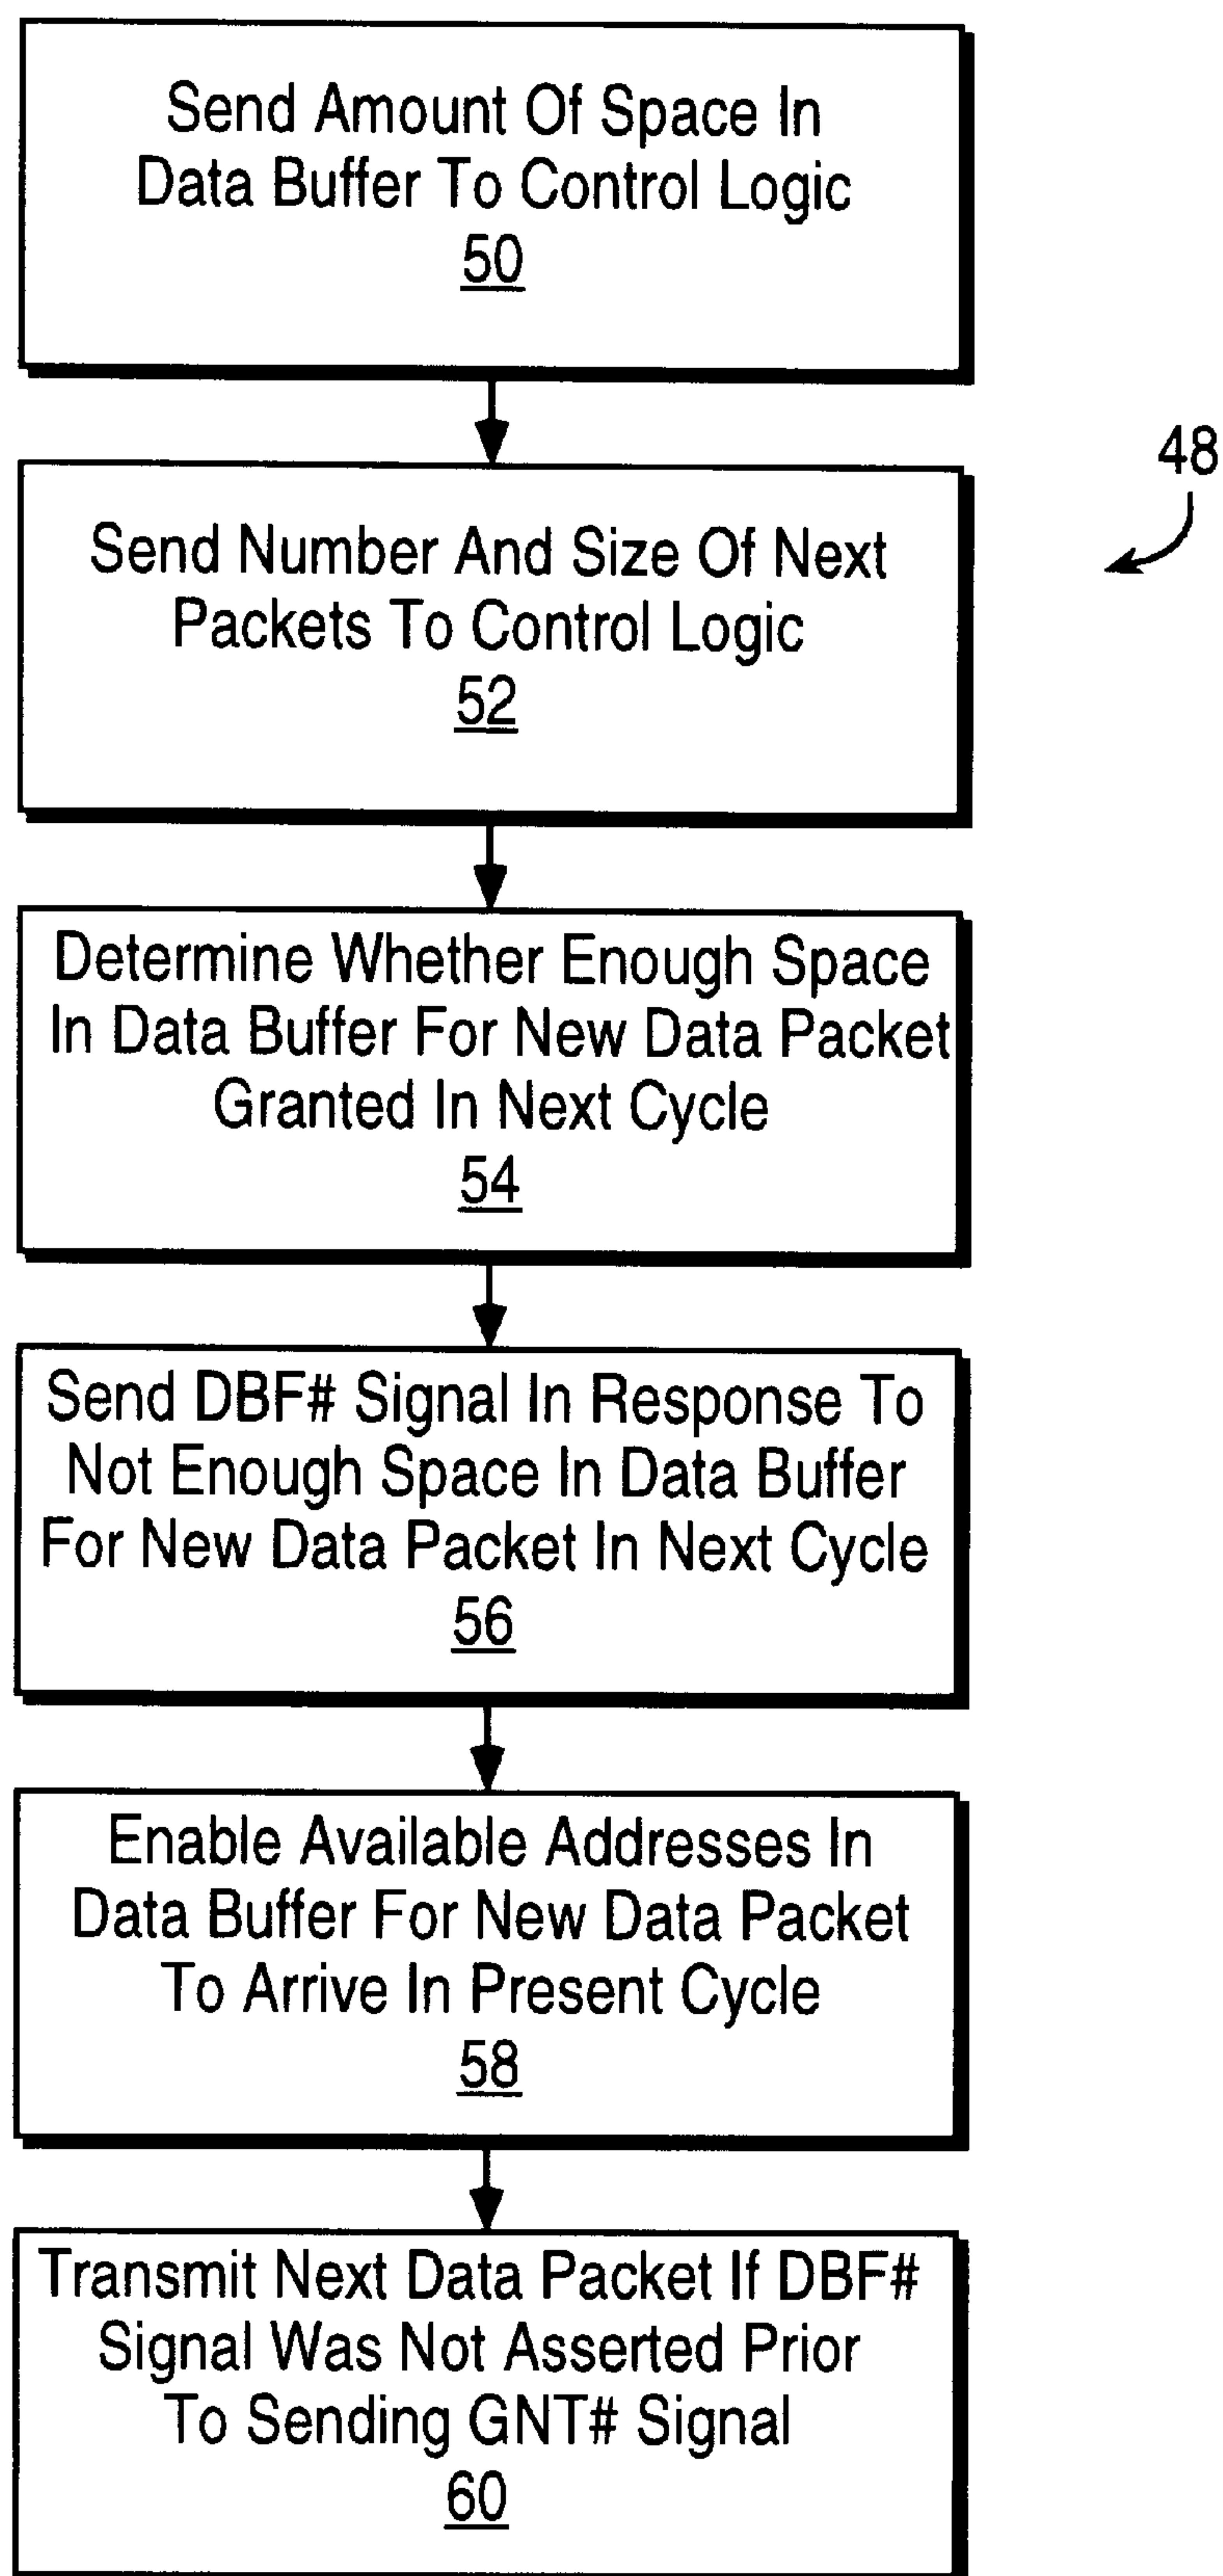 Send Amount Of Space In
Data Buffer To Control Logic
50
48
Send Number And Size Of Next
Packets To Control Logic
52
Determine Whether Enough Space
In Data Buffer For New Data Packet
Granted In Next Cycle
54
Send DBF# Signal In Response To
Not Enough Space In Data Buffer
For New Data Packet In Next Cycle
56
Enable Available Addresses In
Data Buffer For New Data Packet
To Arrive In Present Cycle
58
Transmit Next Data Packet If DBF#
Signal Was Not Asserted Prior
To Sending GNT# Signal
60